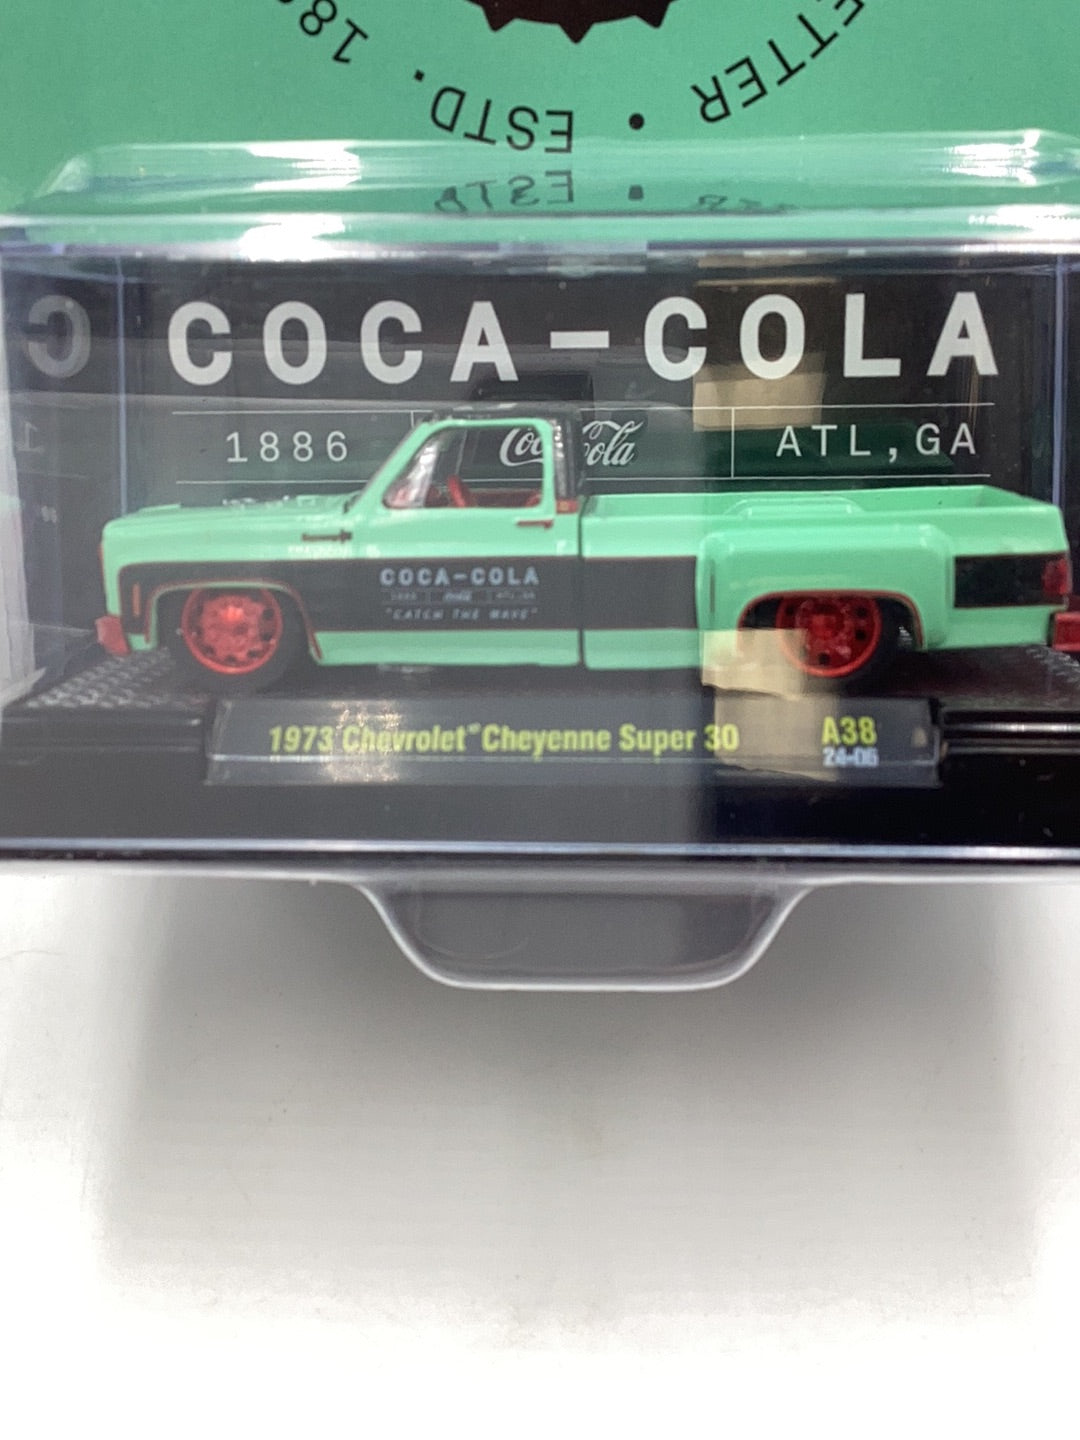 ETTER • ESTD. 18
COCA-COLA
1886
Coca-Cola
ATL,GA
COCA-COLA
"CATCH THE WAVE"
1973 Chevrolet® Cheyenne Super 30
A38
24-06